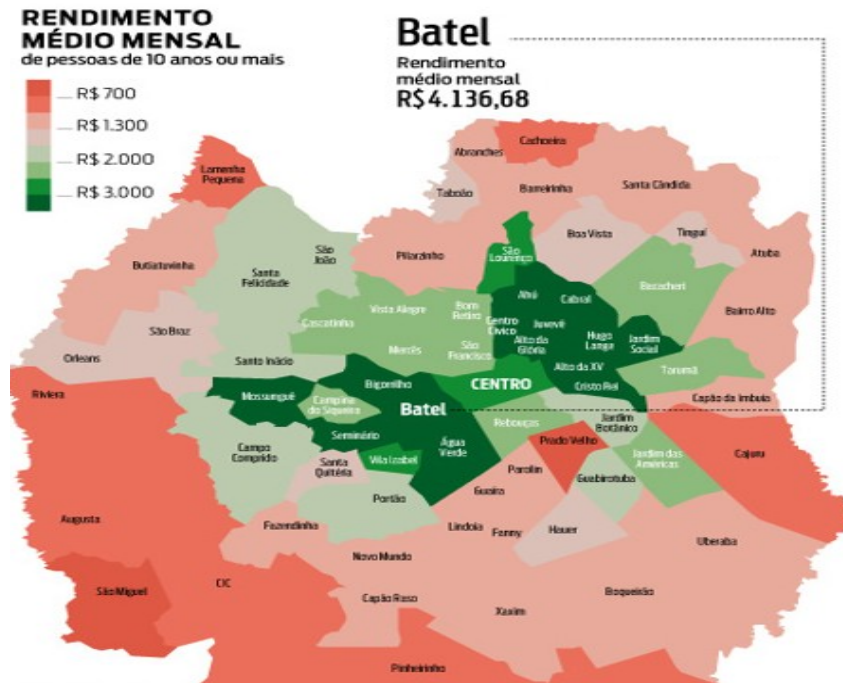 RENDIMENTO
MÉDIO MENSAL
de pessoas de 10 anos ou mais
R$ 700
R$ 1.300
R$ 2.000
R$ 3.000
Batel
Rendimento
médio mensal
R$ 4.136,68
Cachoeira
Abranches
Lamenha
Pequena
Taboão
Barreirinha
Santa Cândida
Boa Vista
Tingui
São
João
São
Lourenço
Pilarzinho
Atuba
Butiatuvinha
Santa
Felicidade
Bacacheri
Ahú
Cabral
Vista Alegre
Bom
Retiro
Bairro Alto
Cascatinha
Centro
Cívico
Juvevê
São Braz
Hugo
Lange
Jardim
Social
Mercês
São
Francisco
Alto da
Glória
Orleans
Santo Inácio
Alto da XV
Tarumã
Bigorrilho
CENTRO
Cristo Rei
Riviera
Mossunguê
Campina
do Siqueira
Batel
Capão da Imbuia
Jardim
Botânico
Rebouças
Seminário
Água
Verde
Prado Velho
Campo
Comprido
Santa
Quitéria
Vila Izabel
Jardim das
Américas
Cajuru
Parolin
Guabirotuba
Guaíra
Portão
Augusta
Fazendinha
Lindoia
Fanny
Hauer
Uberaba
Novo Mundo
São Miguel
CIC
Capão Raso
Boqueirão
Xaxim
Pinheirinho